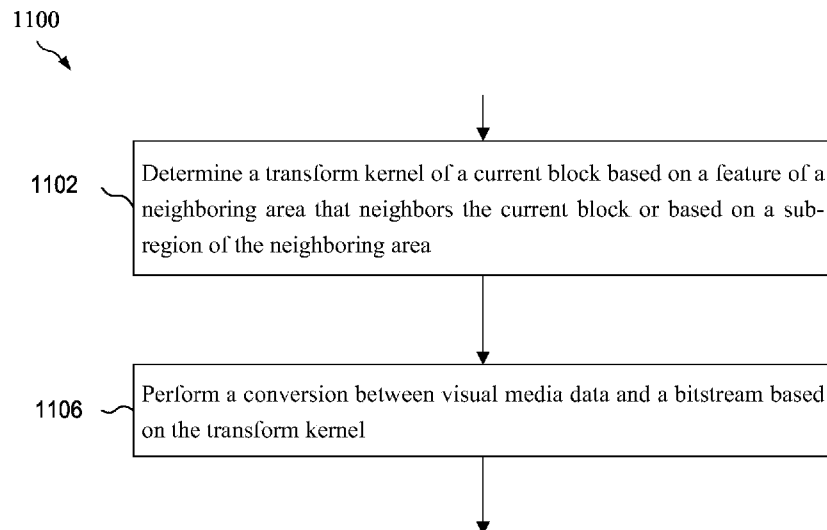 1100
1102
Determine a transform kernel of a current block based on a feature of a
neighboring area that neighbors the current block or based on a sub-
region of the neighboring area
1106
Perform a conversion between visual media data and a bitstream based
on the transform kernel